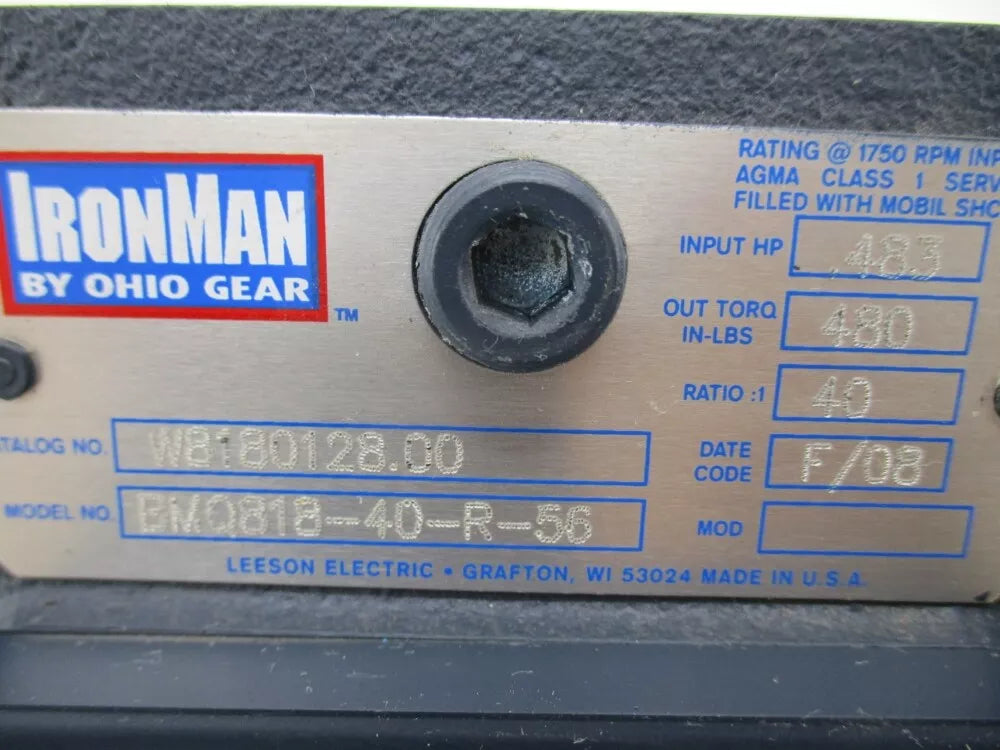 IRONMAN
BY OHIO GEAR
TM
RATING @ 1750 RPM INP
AGMA CLASS 1 SERV
FILLED WITH MOBIL SHC
INPUT HP .483
OUT TORQ
IN-LBS 480
RATIO :1 40
ATALOG NO. W8180128.00
DATE
CODE F/08
MODEL NO. BMQ818-40-R-56
MOD
LEESON ELECTRIC • GRAFTON, WI 53024 MADE IN U.S.A.